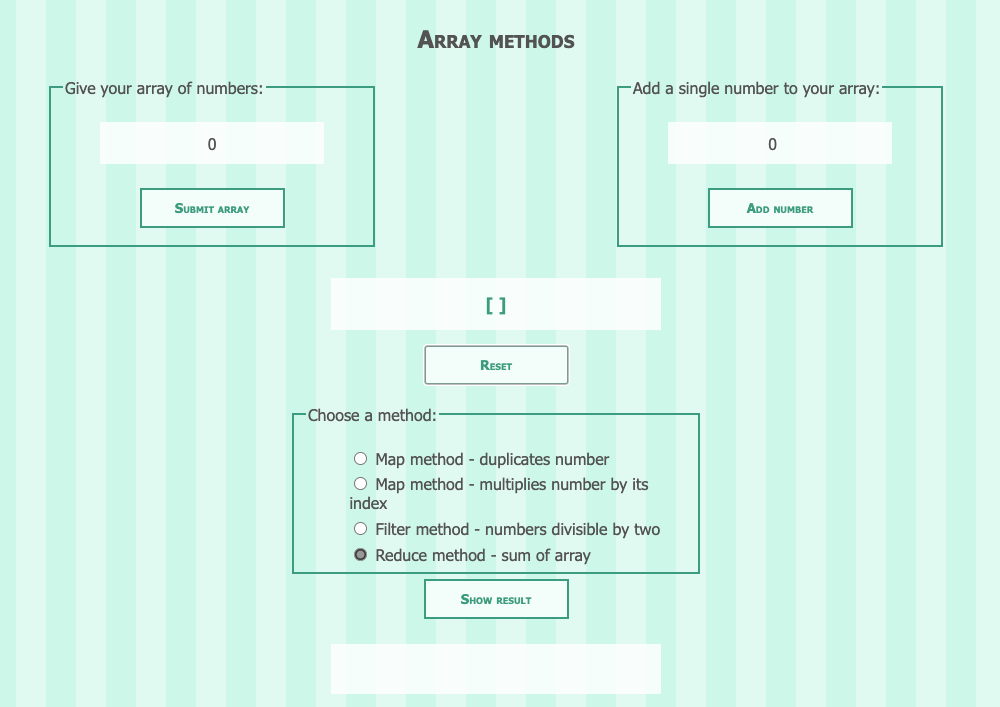 Array methods
Give your array of numbers:
0
Submit array
Add a single number to your array:
0
Add number
[ ]
Reset
Choose a method:
Map method - duplicates number
Map method - multiplies number by its
index
Filter method - numbers divisible by two
Reduce method - sum of array
Show result